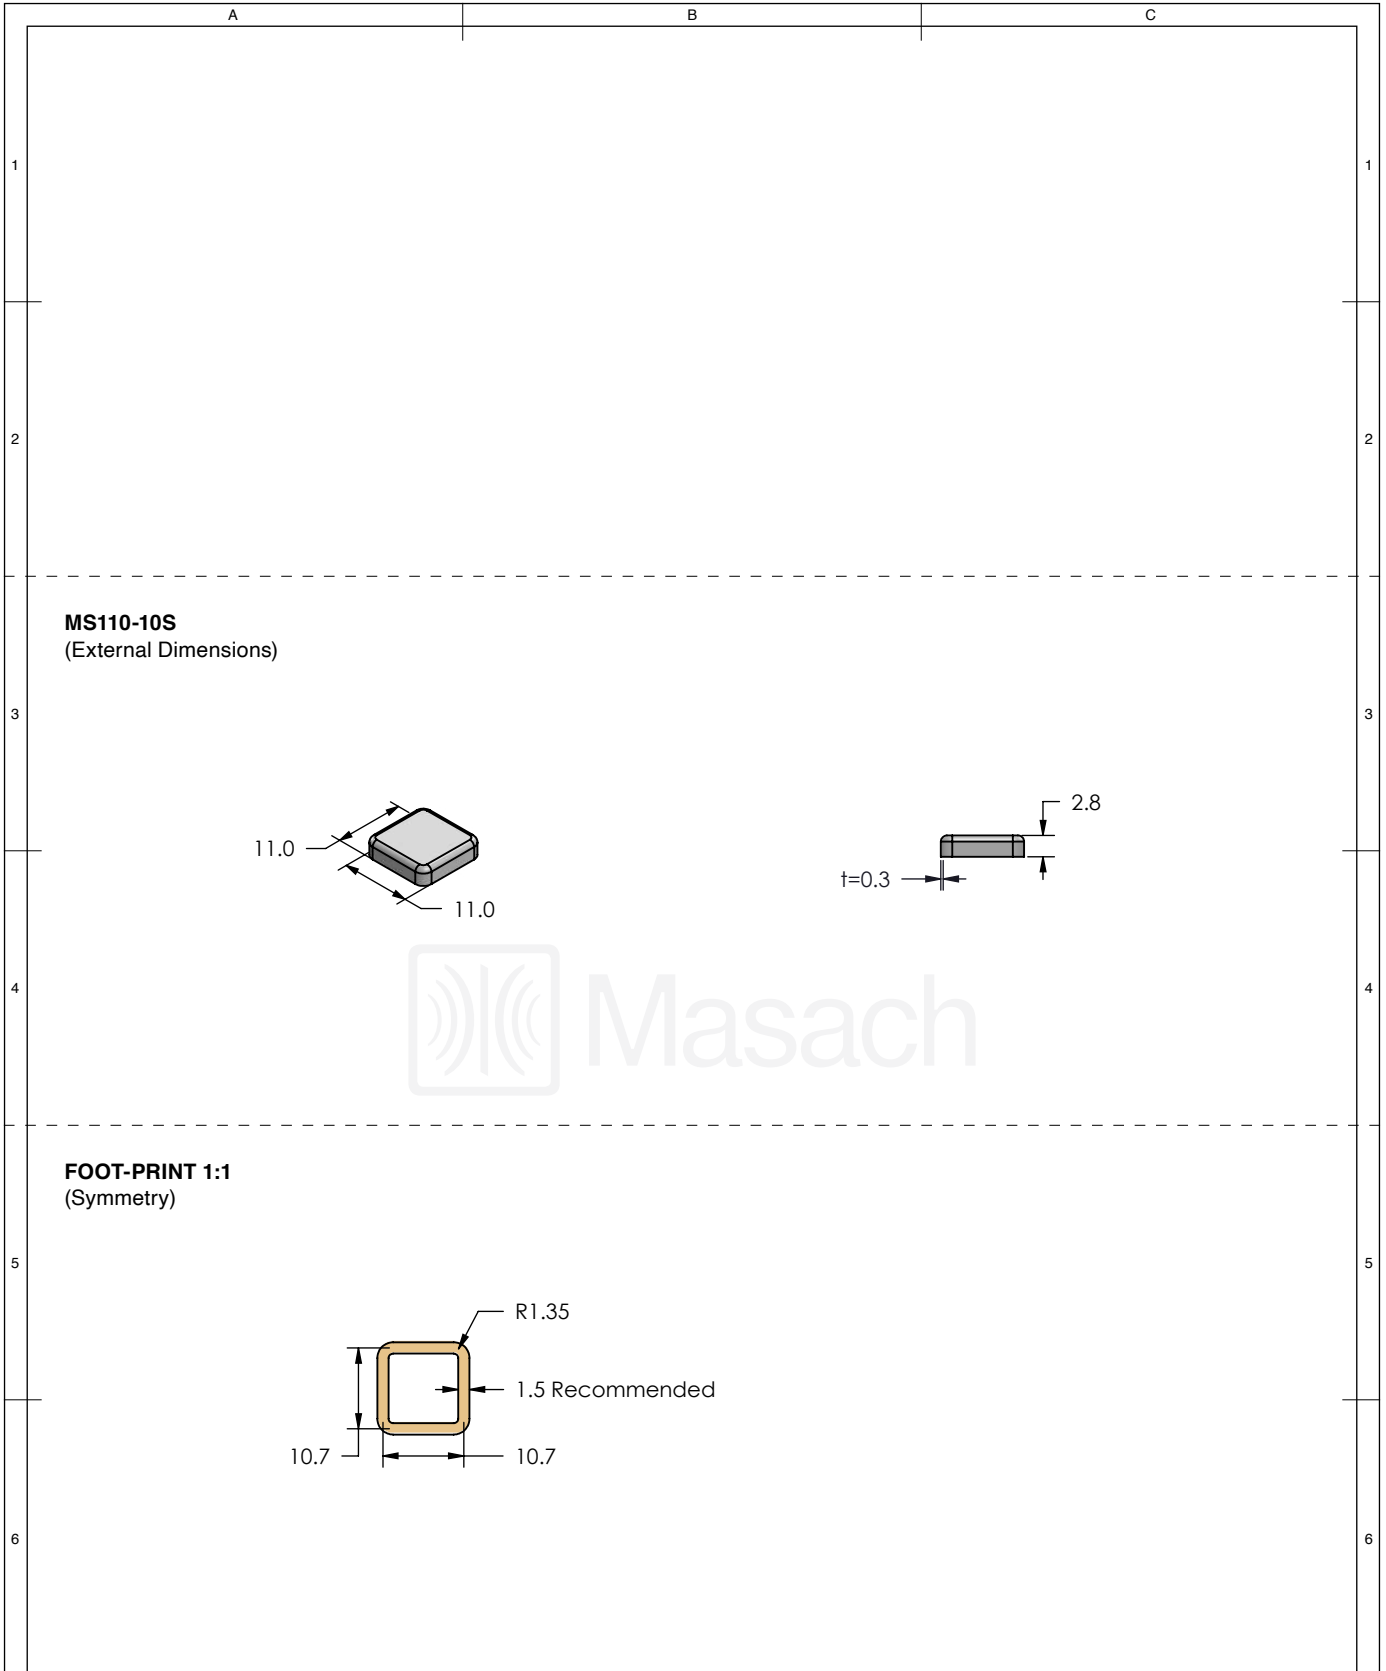 A B C
1 1
2 2
MS110-10S
(External Dimensions)
3 3
2.8
11.0
t=0.3
11.0
Masach
4 4
FOOT-PRINT 1:1
(Symmetry)
5 5
R1.35
1.5 Recommended
10.7 10.7
6 6